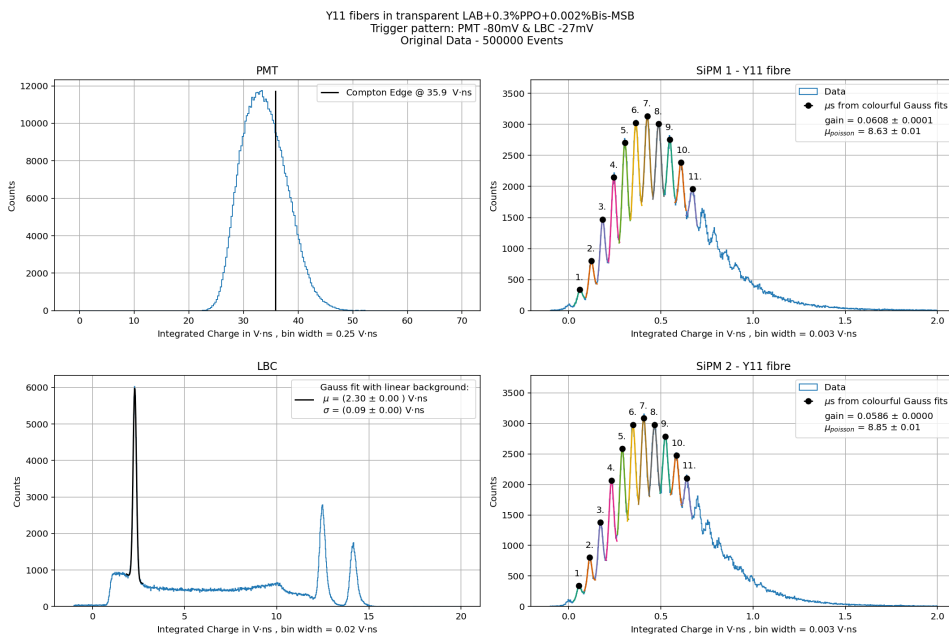 Y11 fibers in transparent LAB+0.3%PPO+0.002%Bis-MSB
Trigger pattern: PMT -80mV & LBC -27mV
Original Data - 500000 Events
PMT
Compton Edge @ 35.9 V·ns
Counts
12000
10000
8000
6000
4000
2000
0
0 10 20 30 40 50 60 70
Integrated Charge in V·ns , bin width = 0.25 V·ns
SiPM 1 - Y11 fibre
Data
μs from colourful Gauss fits
gain = 0.0608 ± 0.0001
μpoisson = 8.63 ± 0.01
Counts
3500
3000
2500
2000
1500
1000
500
0
1. 2. 3. 4. 5. 6. 7. 8. 9. 10. 11.
0.0 0.5 1.0 1.5 2.0
Integrated Charge in V·ns , bin width = 0.003 V·ns
LBC
Gauss fit with linear background:
μ = (2.30 ± 0.00 ) V·ns
σ = (0.09 ± 0.00) V·ns
Counts
6000
5000
4000
3000
2000
1000
0
0 5 10 15 20
Integrated Charge in V·ns , bin width = 0.02 V·ns
SiPM 2 - Y11 fibre
Data
μs from colourful Gauss fits
gain = 0.0586 ± 0.0000
μpoisson = 8.85 ± 0.01
Counts
3500
3000
2500
2000
1500
1000
500
0
1. 2. 3. 4. 5. 6. 7. 8. 9. 10. 11.
0.0 0.5 1.0 1.5 2.0
Integrated Charge in V·ns , bin width = 0.003 V·ns